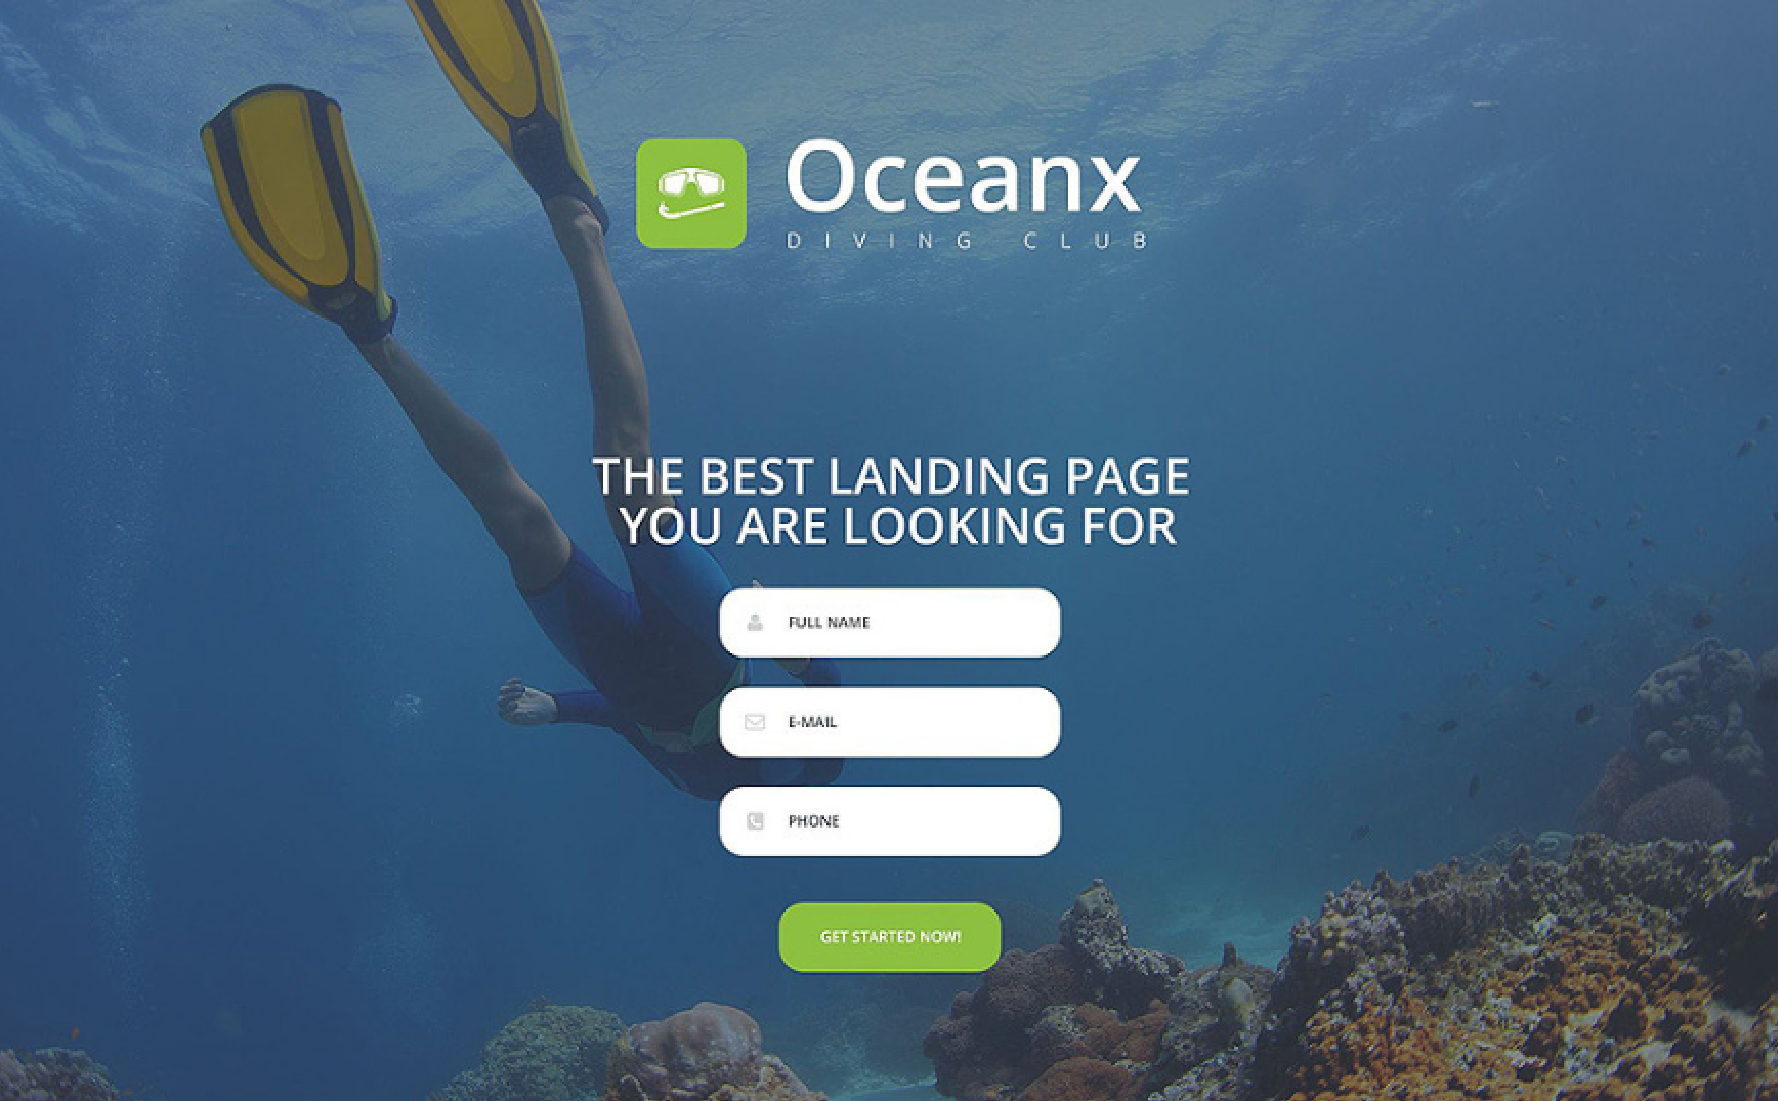 Oceanx
DIVING CLUB
THE BEST LANDING PAGE
YOU ARE LOOKING FOR
FULL NAME
E-MAIL
PHONE
GET STARTED NOW!